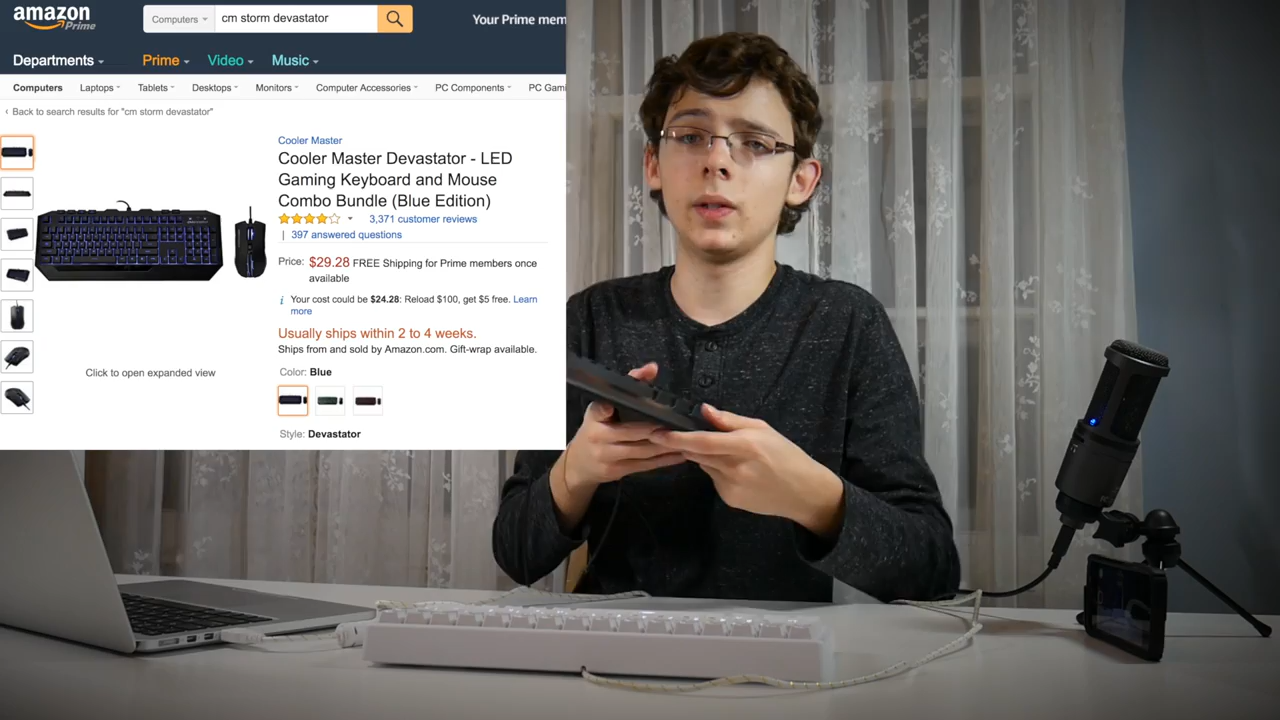 amazon
Prime
Computers
cm storm devastator
Your Prime mem
Departments
Prime
Video
Music
Computers
Laptops
Tablets
Desktops
Monitors
Computer Accessories
PC Components
PC Gami
‹ Back to search results for "cm storm devastator"
Cooler Master
Cooler Master Devastator - LED
Gaming Keyboard and Mouse
Combo Bundle (Blue Edition)
3,371 customer reviews
| 397 answered questions
Price: $29.28 FREE Shipping for Prime members once
available
i Your cost could be $24.28: Reload $100, get $5 free. Learn
more
Usually ships within 2 to 4 weeks.
Ships from and sold by Amazon.com. Gift-wrap available.
Click to open expanded view
Color: Blue
Style: Devastator